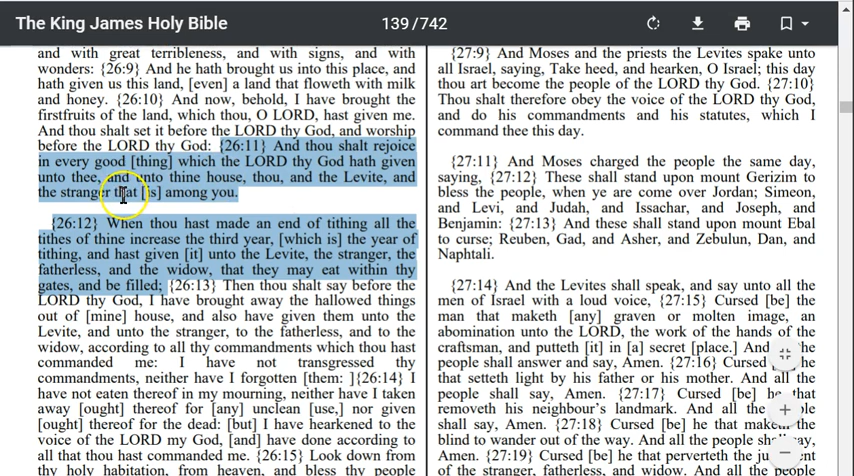 The King James Holy Bible
139/742
and with great terribleness, and with signs, and with
wonders: {26:9} And he hath brought us into this place, and
hath given us this land, [even] a land that floweth with milk
and honey. {26:10} And now, behold, I have brought the
firstfruits of the land, which thou, O LORD, hast given me.
And thou shalt set it before the LORD thy God, and worship
before the LORD thy God: {26:11} And thou shalt rejoice
in every good [thing] which the LORD thy God hath given
unto thee, and unto thine house, thou, and the Levite, and
the stranger that [is] among you.
{26:12} When thou hast made an end of tithing all the
tithes of thine increase the third year, [which is] the year of
tithing, and hast given [it] unto the Levite, the stranger, the
fatherless, and the widow, that they may eat within thy
gates, and be filled; {26:13} Then thou shalt say before the
LORD thy God, I have brought away the hallowed things
out of [mine] house, and also have given them unto the
Levite, and unto the stranger, to the fatherless, and to the
widow, according to all thy commandments which thou hast
commanded me: I have not transgressed thy
commandments, neither have I forgotten [them: ]{26:14} I
have not eaten thereof in my mourning, neither have I taken
away [ought] thereof for [any] unclean [use,] nor given
[ought] thereof for the dead: [but] I have hearkened to the
voice of the LORD my God, [and] have done according to
all that thou hast commanded me. {26:15} Look down from
thy holy habitation, from heaven, and bless thy people
{27:9} And Moses and the priests the Levites spake unto
all Israel, saying, Take heed, and hearken, O Israel; this day
thou art become the people of the LORD thy God. {27:10}
Thou shalt therefore obey the voice of the LORD thy God,
and do his commandments and his statutes, which I
command thee this day.
{27:11} And Moses charged the people the same day,
saying, {27:12} These shall stand upon mount Gerizim to
bless the people, when ye are come over Jordan; Simeon,
and Levi, and Judah, and Issachar, and Joseph, and
Benjamin: {27:13} And these shall stand upon mount Ebal
to curse; Reuben, Gad, and Asher, and Zebulun, Dan, and
Naphtali.
{27:14} And the Levites shall speak, and say unto all the
men of Israel with a loud voice, {27:15} Cursed [be] the
man that maketh [any] graven or molten image, an
abomination unto the LORD, the work of the hands of the
craftsman, and putteth [it] in [a] secret [place.] And the
people shall answer and say, Amen. {27:16} Cursed he
that setteth light by his father or his mother. And all the
people shall say, Amen. {27:17} Cursed [be] he that
removeth his neighbour's landmark. And all the
shall say, Amen. {27:18} Cursed [be] he that the
blind to wander out of the way. And all the people say,
Amen. {27:19} Cursed [be] he that perverteth the
of the stranger, fatherless, and widow. And all the people